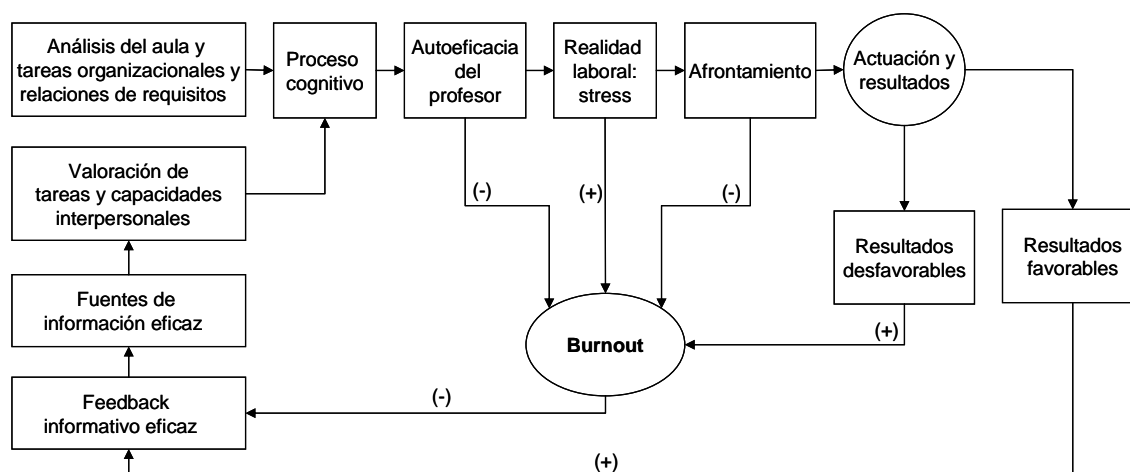 Análisis del aula y
tareas organizacionales y
relaciones de requisitos
Proceso
cognitivo
Autoeficacia
del
profesor
Realidad
laboral:
stress
Afrontamiento
Actuación y
resultados
Valoración de
tareas y capacidades
interpersonales
(-)
(+)
(-)
Resultados
desfavorables
Resultados
favorables
Fuentes de
información eficaz
Burnout
(+)
Feedback
informativo eficaz
(-)
(+)